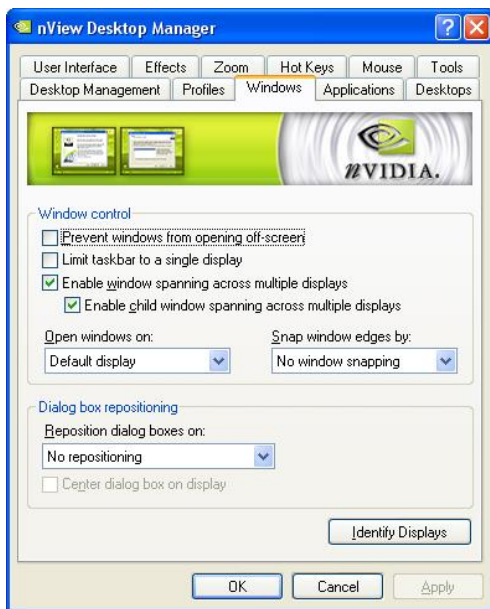 nView Desktop Manager
User Interface Effects Zoom Hot Keys Mouse Tools
Desktop Management Profiles Windows Applications Desktops
nVIDIA.
Window control
Prevent windows from opening off-screen
Limit taskbar to a single display
Enable window spanning across multiple displays
Enable child window spanning across multiple displays
Open windows on: Snap window edges by:
Default display No window snapping
Dialog box repositioning
Reposition dialog boxes on:
No repositioning
Center dialog box on display
Identify Displays
OK Cancel Apply